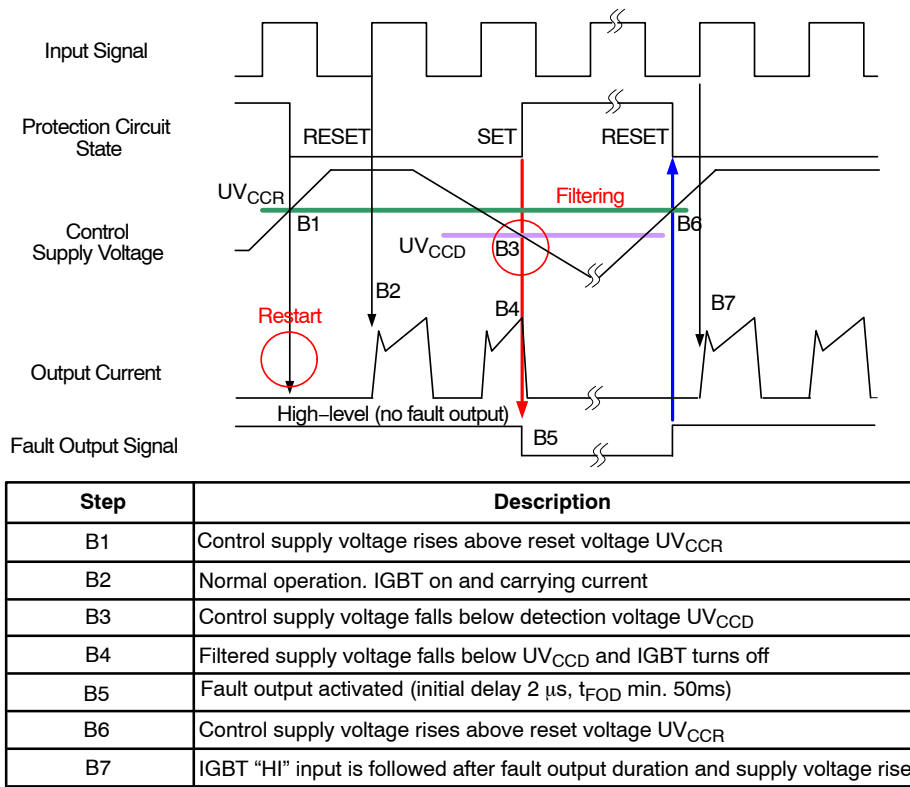 Input Signal
Protection Circuit
State
RESET
SET
RESET
UVCCR
Filtering
B1
B6
Control
Supply Voltage
UVCCD
B3
B2
B4
B7
Restart
Output Current
High–level (no fault output)
Fault Output Signal
B5
Step
Description
B1
Control supply voltage rises above reset voltage UVCCR
B2
Normal operation. IGBT on and carrying current
B3
Control supply voltage falls below detection voltage UVCCD
B4
Filtered supply voltage falls below UVCCD and IGBT turns off
B5
Fault output activated (initial delay 2 μs, tFOD min. 50ms)
B6
Control supply voltage rises above reset voltage UVCCR
B7
IGBT “HI” input is followed after fault output duration and supply voltage rise